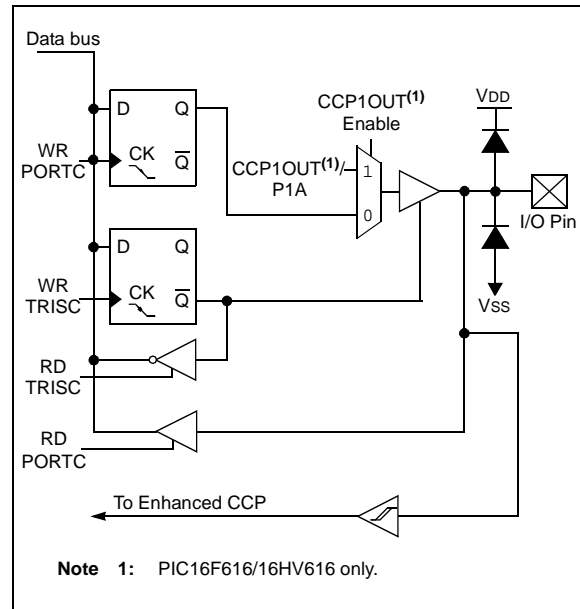 Data bus
D Q
CK Q
WR
PORTC
CCP1OUT(1)
Enable
CCP1OUT(1)/
P1A
1
0
VDD
I/O Pin
VSS
D Q
CK Q
WR
TRISC
RD
TRISC
RD
PORTC
To Enhanced CCP
Note 1: PIC16F616/16HV616 only.